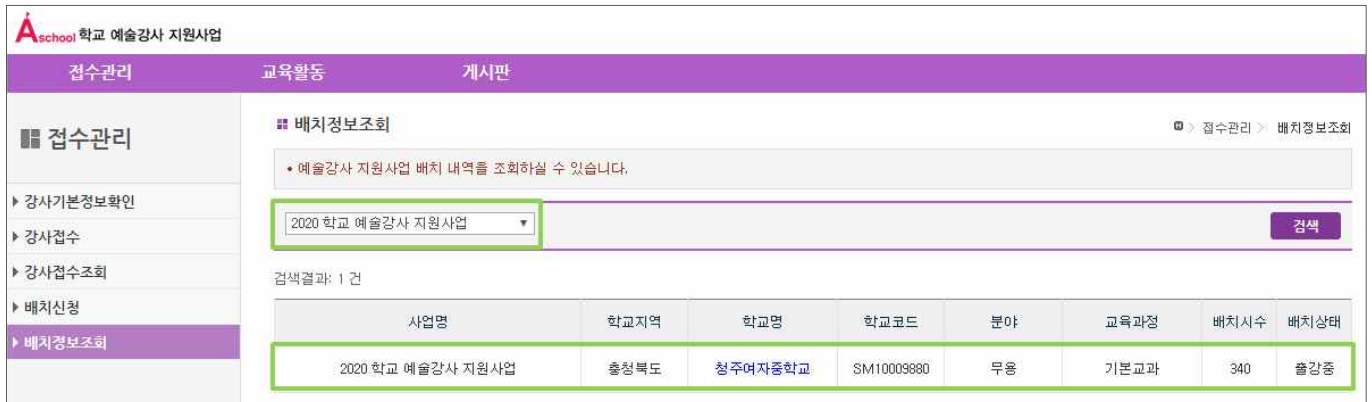 Aschool 학교 예술강사 지원사업
접수관리 교육활동 게시판
접수관리
강사기본정보확인
강사접수
강사접수조회
배치신청
배치정보조회
배치정보조회
접수관리 > 배치정보조회
• 예술강사 지원사업 배치 내역를 조회하실 수 있습니다.
2020 학교 예술강사 지원사업 ▼
검색
검색결과: 1 건
사업명 학교지역 학교명 학교코드 분야 교육과정 배치시수 배치상태
2020 학교 예술강사 지원사업 충청북도 청주여자중학교 SM10009880 무용 기본교과 340 출강중